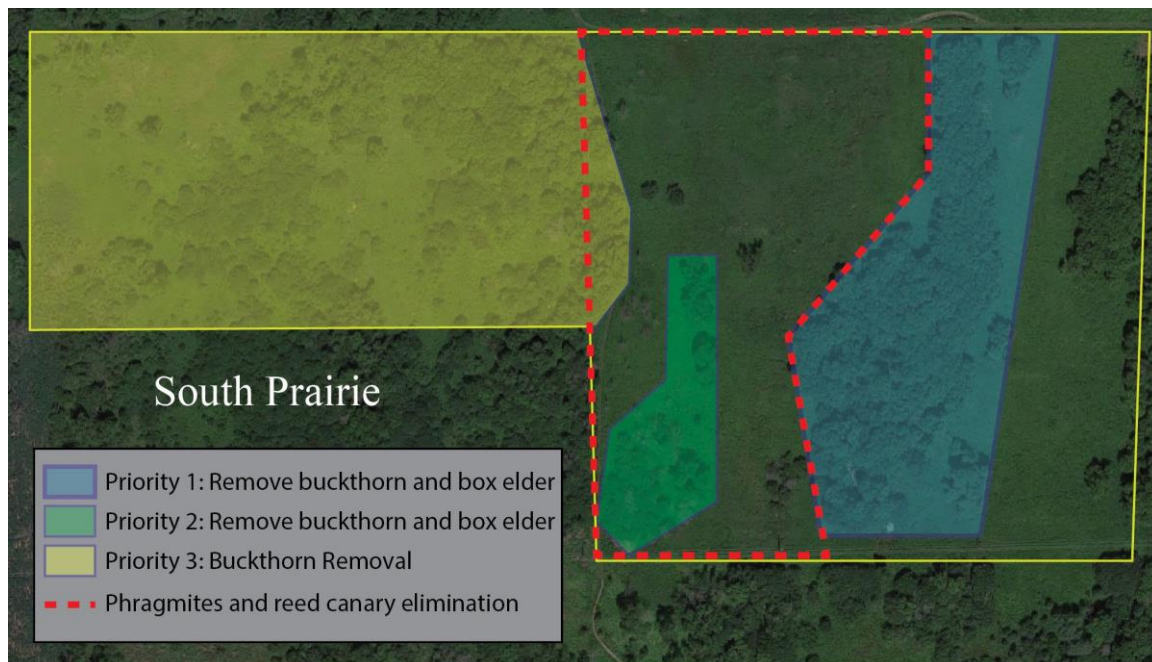 South Prairie
Priority 1: Remove buckthorn and box elder
Priority 2: Remove buckthorn and box elder
Priority 3: Buckthorn Removal
Phragmites and reed canary elimination